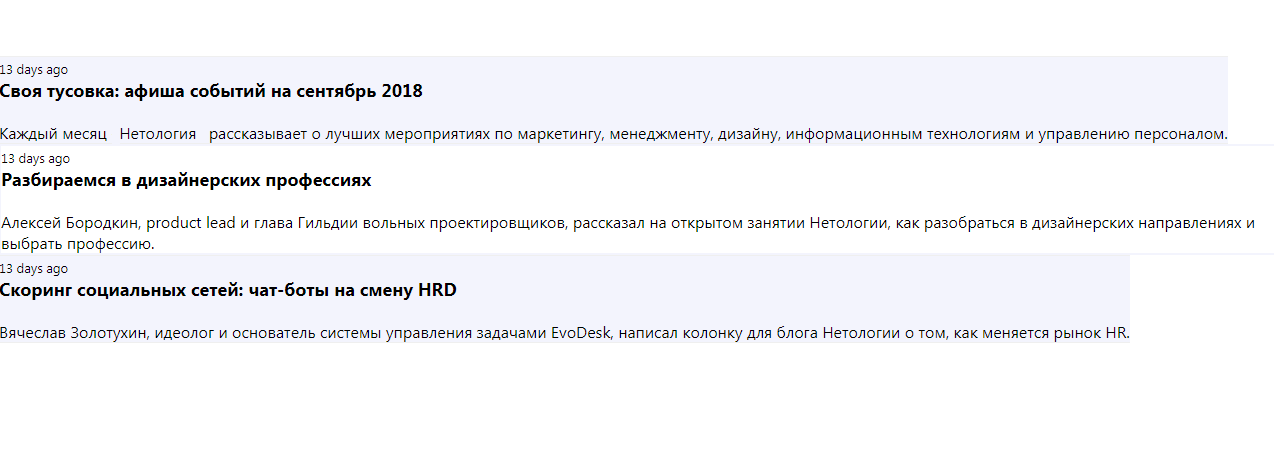 13 days ago
Своя тусовка: афиша событий на сентябрь 2018
Каждый месяц Нетология рассказывает о лучших мероприятиях по маркетингу, менеджменту, дизайну, информационным технологиям и управлению персоналом.
13 days ago
Разбираемся в дизайнерских профессиях
Алексей Бородкин, product lead и глава Гильдии вольных проектировщиков, рассказал на открытом занятии Нетологии, как разобраться в дизайнерских направлениях и
выбрать профессию.
13 days ago
Скоринг социальных сетей: чат-боты на смену HRD
Вячеслав Золотухин, идеолог и основатель системы управления задачами EvoDesk, написал колонку для блога Нетологии о том, как меняется рынок HR.